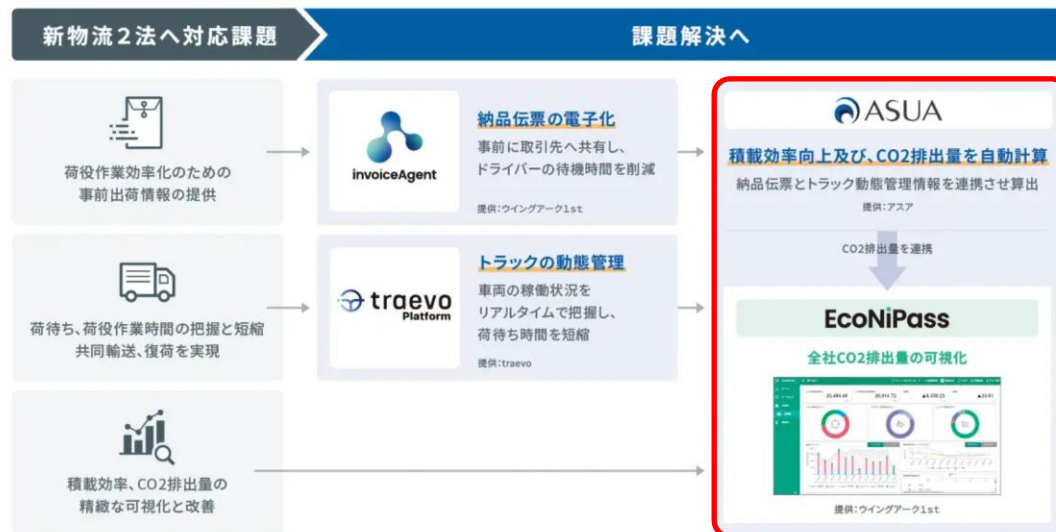 新物流２法へ対応課題
課題解決へ
荷役作業効率化のための
事前出荷情報の提供
invoiceAgent
納品伝票の電子化
事前に取引先へ共有し、
ドライバーの待機時間を削減
提供:ウイングアーク1st
荷待ち、荷役作業時間の把握と短縮
共同輸送、復荷を実現
traevo
Platform
トラックの動態管理
車両の稼働状況を
リアルタイムで把握し、
荷待ち時間を短縮
提供:traevo
積載効率、CO2排出量の
精緻な可視化と改善
ASUA
積載効率向上及び、CO2排出量を自動計算
納品伝票とトラック動態管理情報を連携させ算出
提供:アスア
CO2排出量を連携
EcoNiPass
全社CO2排出量の可視化
提供:ウイングアーク1st